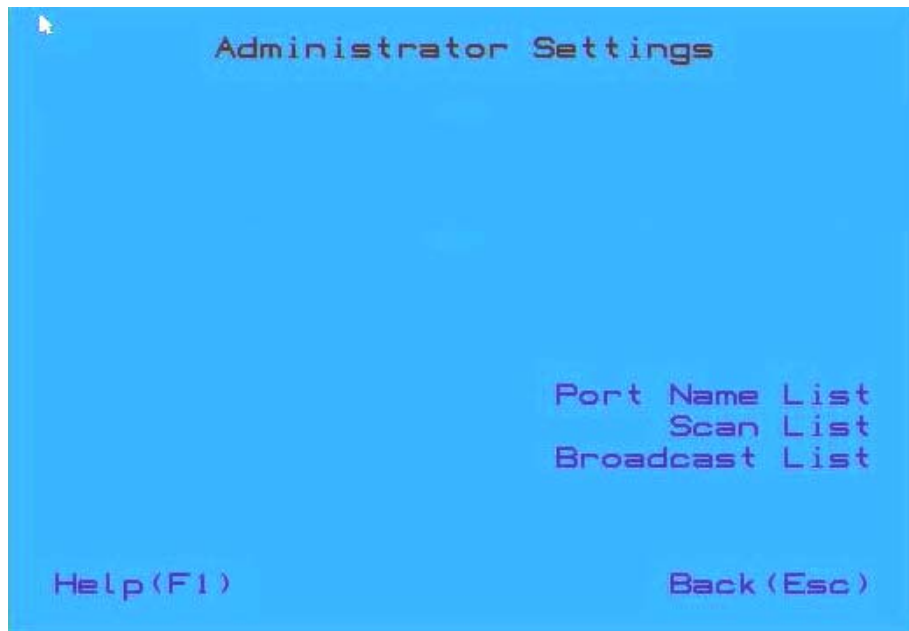 Administrator Settings
Port Name List
Scan List
Broadcast List
Help(F1)
Back(Esc)